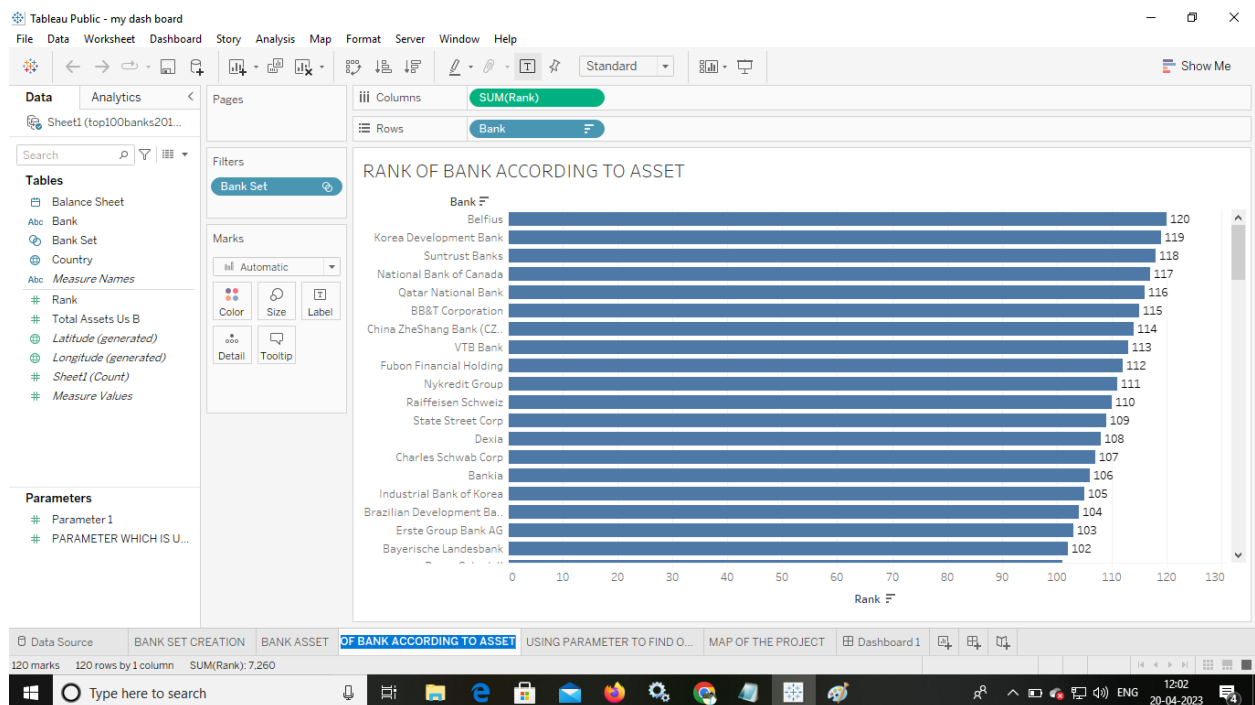 Tableau Public - my dash board
File Data Worksheet Dashboard Story Analysis Map Format Server Window Help
Standard
Show Me
Data Analytics
Sheet1 (top100banks201...
Search
Tables
Balance Sheet
Abc Bank
Bank Set
Country
Abc Measure Names
# Rank
# Total Assets Us B
Latitude (generated)
Longitude (generated)
# Sheet1 (Count)
# Measure Values
Parameters
# Parameter 1
# PARAMETER WHICH IS U...
Pages
Filters
Bank Set
Marks
Automatic
Color Size Label
Detail Tooltip
Columns SUM(Rank)
Rows Bank
RANK OF BANK ACCORDING TO ASSET
Bank
Belfius 120
Korea Development Bank 119
Suntrust Banks 118
National Bank of Canada 117
Qatar National Bank 116
BB&T Corporation 115
China ZheShang Bank (CZ.. 114
VTB Bank 113
Fubon Financial Holding 112
Nykredit Group 111
Raiffeisen Schweiz 110
State Street Corp 109
Dexia 108
Charles Schwab Corp 107
Bankia 106
Industrial Bank of Korea 105
Brazilian Development Ba.. 104
Erste Group Bank AG 103
Bayerische Landesbank 102
0 10 20 30 40 50 60 70 80 90 100 110 120 130
Rank
Data Source BANK SET CREATION BANK ASSET OF BANK ACCORDING TO ASSET USING PARAMETER TO FIND O... MAP OF THE PROJECT Dashboard 1
120 marks 120 rows by 1 column SUM(Rank): 7,260
Type here to search
ENG
12:02
20-04-2023
4